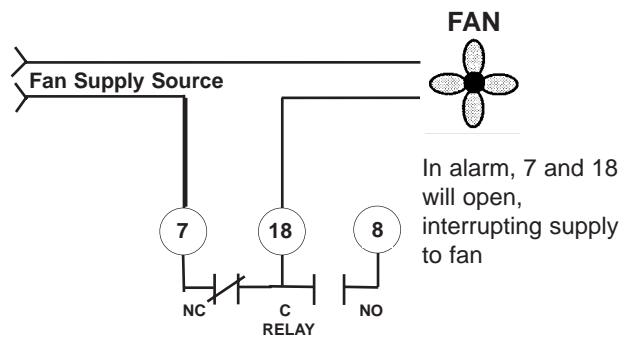 FAN
Fan Supply Source
In alarm, 7 and 18
will open,
interrupting supply
to fan
7
18
8
NC
C
NO
RELAY